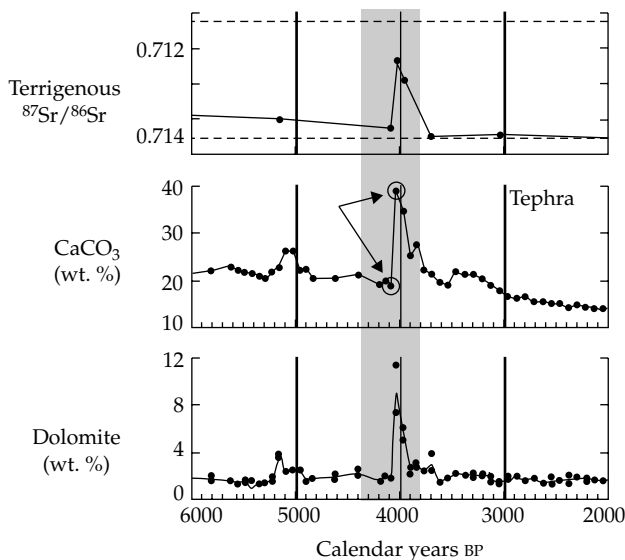 0.712
Terrigenous
⁸⁷Sr/⁸⁶Sr
0.714
40
Tephra
30
CaCO₃
(wt. %)
20
10
12
8
Dolomite
(wt. %)
4
0
6000 5000 4000 3000 2000
Calendar years BP